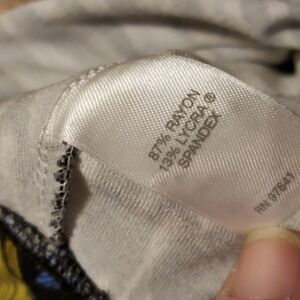 87% RAYON
13% LYCRA ®
SPANDEX
RN 97841